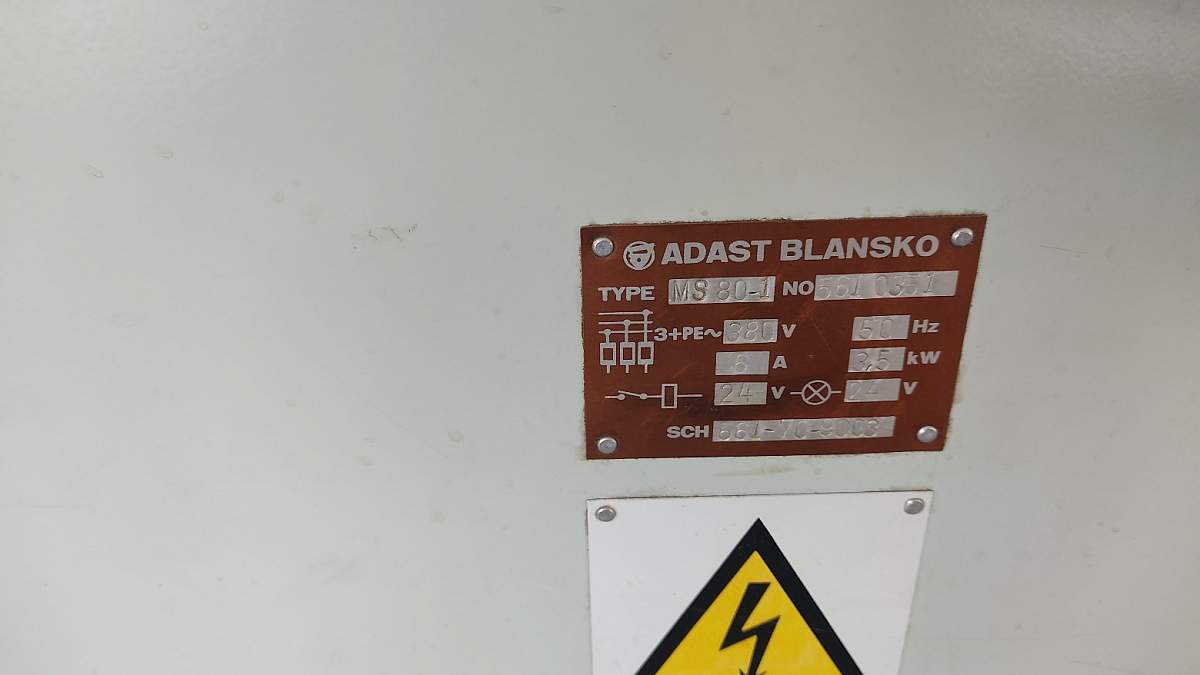 ADAST BLANSKO
TYPE MS 80-1 NO 561 0351
3+PE~ 380 V 50 Hz
8 A 3,5 kW
24 V 24 V
SCH 561-70-9003